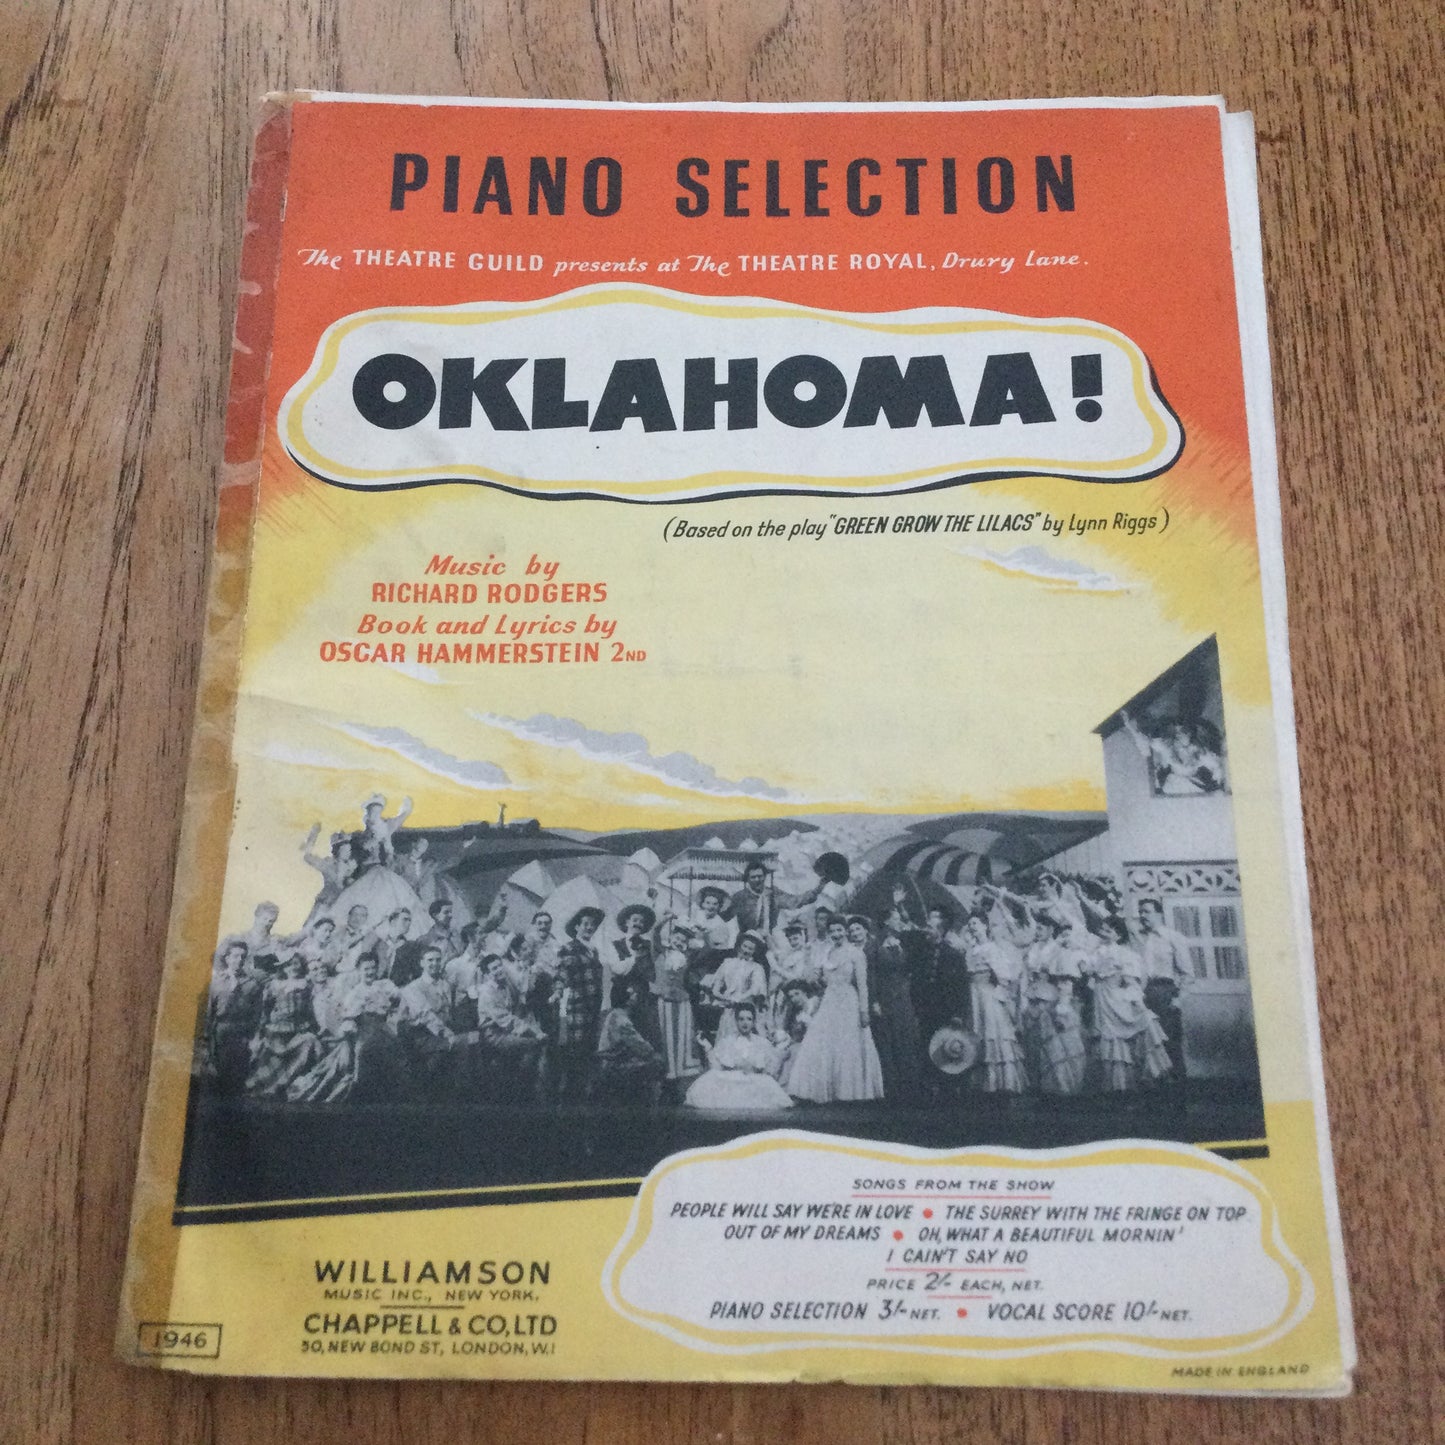 PIANO SELECTION
The THEATRE GUILD presents at The THEATRE ROYAL, Drury Lane.
OKLAHOMA!
(Based on the play "GREEN GROW THE LILACS" by Lynn Riggs)
Music by
RICHARD RODGERS
Book and Lyrics by
OSCAR HAMMERSTEIN 2ND
SONGS FROM THE SHOW
PEOPLE WILL SAY WE'RE IN LOVE • THE SURREY WITH THE FRINGE ON TOP
OUT OF MY DREAMS • OH, WHAT A BEAUTIFUL MORNIN'
I CAIN'T SAY NO
PRICE 2/- EACH, NET.
PIANO SELECTION 3/- NET. • VOCAL SCORE 10/- NET.
WILLIAMSON
MUSIC INC., NEW YORK.
CHAPPELL & CO, LTD
50, NEW BOND ST, LONDON, W.1
1946
MADE IN ENGLAND